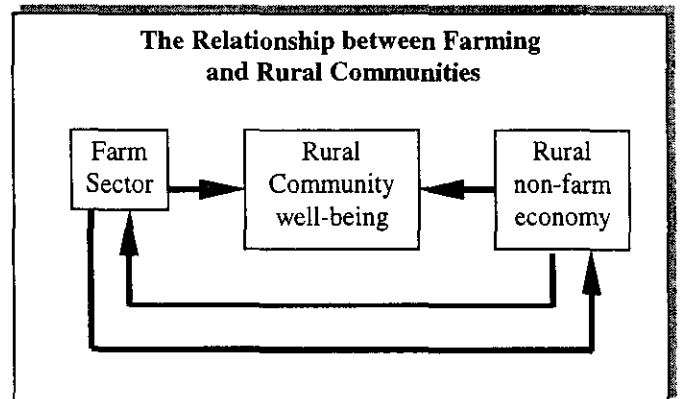 The Relationship between Farming
and Rural Communities
Farm
Sector
Rural
Community
well-being
Rural
non-farm
economy